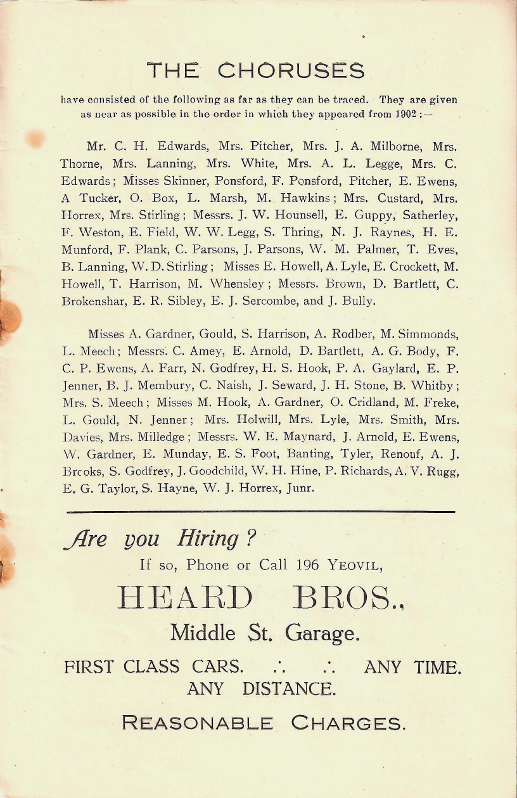 THE CHORUSES
have consisted of the following as far as they can be traced. They are given
as near as possible in the order in which they appeared from 1902 :—
Mr. C. H. Edwards, Mrs. Pitcher, Mrs. J. A. Milborne, Mrs.
Thorne, Mrs. Lanning, Mrs. White, Mrs. A. L. Legge, Mrs. C.
Edwards ; Misses Skinner, Ponsford, F. Ponsford, Pitcher, E. Ewens,
A Tucker, O. Box, L. Marsh, M. Hawkins ; Mrs. Custard, Mrs.
Horrex, Mrs. Stirling ; Messrs. J. W. Hounsell, E. Guppy, Satherley,
F. Weston, E. Field, W. W. Legg, S. Thring, N. J. Raynes, H. E.
Munford, F. Plank, C. Parsons, J. Parsons, W. M. Palmer, T. Eves,
B. Lanning, W. D. Stirling ; Misses E. Howell, A. Lyle, E. Crockett, M.
Howell, T. Harrison, M. Whensley ; Messrs. Brown, D. Bartlett, C.
Brokenshar, E. R. Sibley, E. J. Sercombe, and J. Bully.
Misses A. Gardner, Gould, S. Harrison, A. Rodber, M. Simmonds,
L. Meech ; Messrs. C. Amey, E. Arnold, D. Bartlett, A. G. Body, F.
C. P. Ewens, A. Farr, N. Godfrey, H. S. Hook, P. A. Gaylard, E. P.
Jenner, B. J. Membury, C. Naish, J. Seward, J. H. Stone, B. Whitby ;
Mrs. S. Meech ; Misses M. Hook, A. Gardner, O. Cridland, M. Freke,
L. Gould, N. Jenner ; Mrs. Holwill, Mrs. Lyle, Mrs. Smith, Mrs.
Davies, Mrs. Milledge ; Messrs. W. E. Maynard, J. Arnold, E. Ewens,
W. Gardner, E. Munday, E. S. Foot, Banting, Tyler, Renouf, A. J.
Brooks, S. Godfrey, J. Goodchild, W. H. Hine, P. Richards, A. V. Rugg,
E. G. Taylor, S. Hayne, W. J. Horrex, Junr.
Are you Hiring ?
If so, Phone or Call 196 YEOVIL,
HEARD BROS.,
Middle St. Garage.
FIRST CLASS CARS. ∴ ∴ ANY TIME.
ANY DISTANCE.
REASONABLE CHARGES.